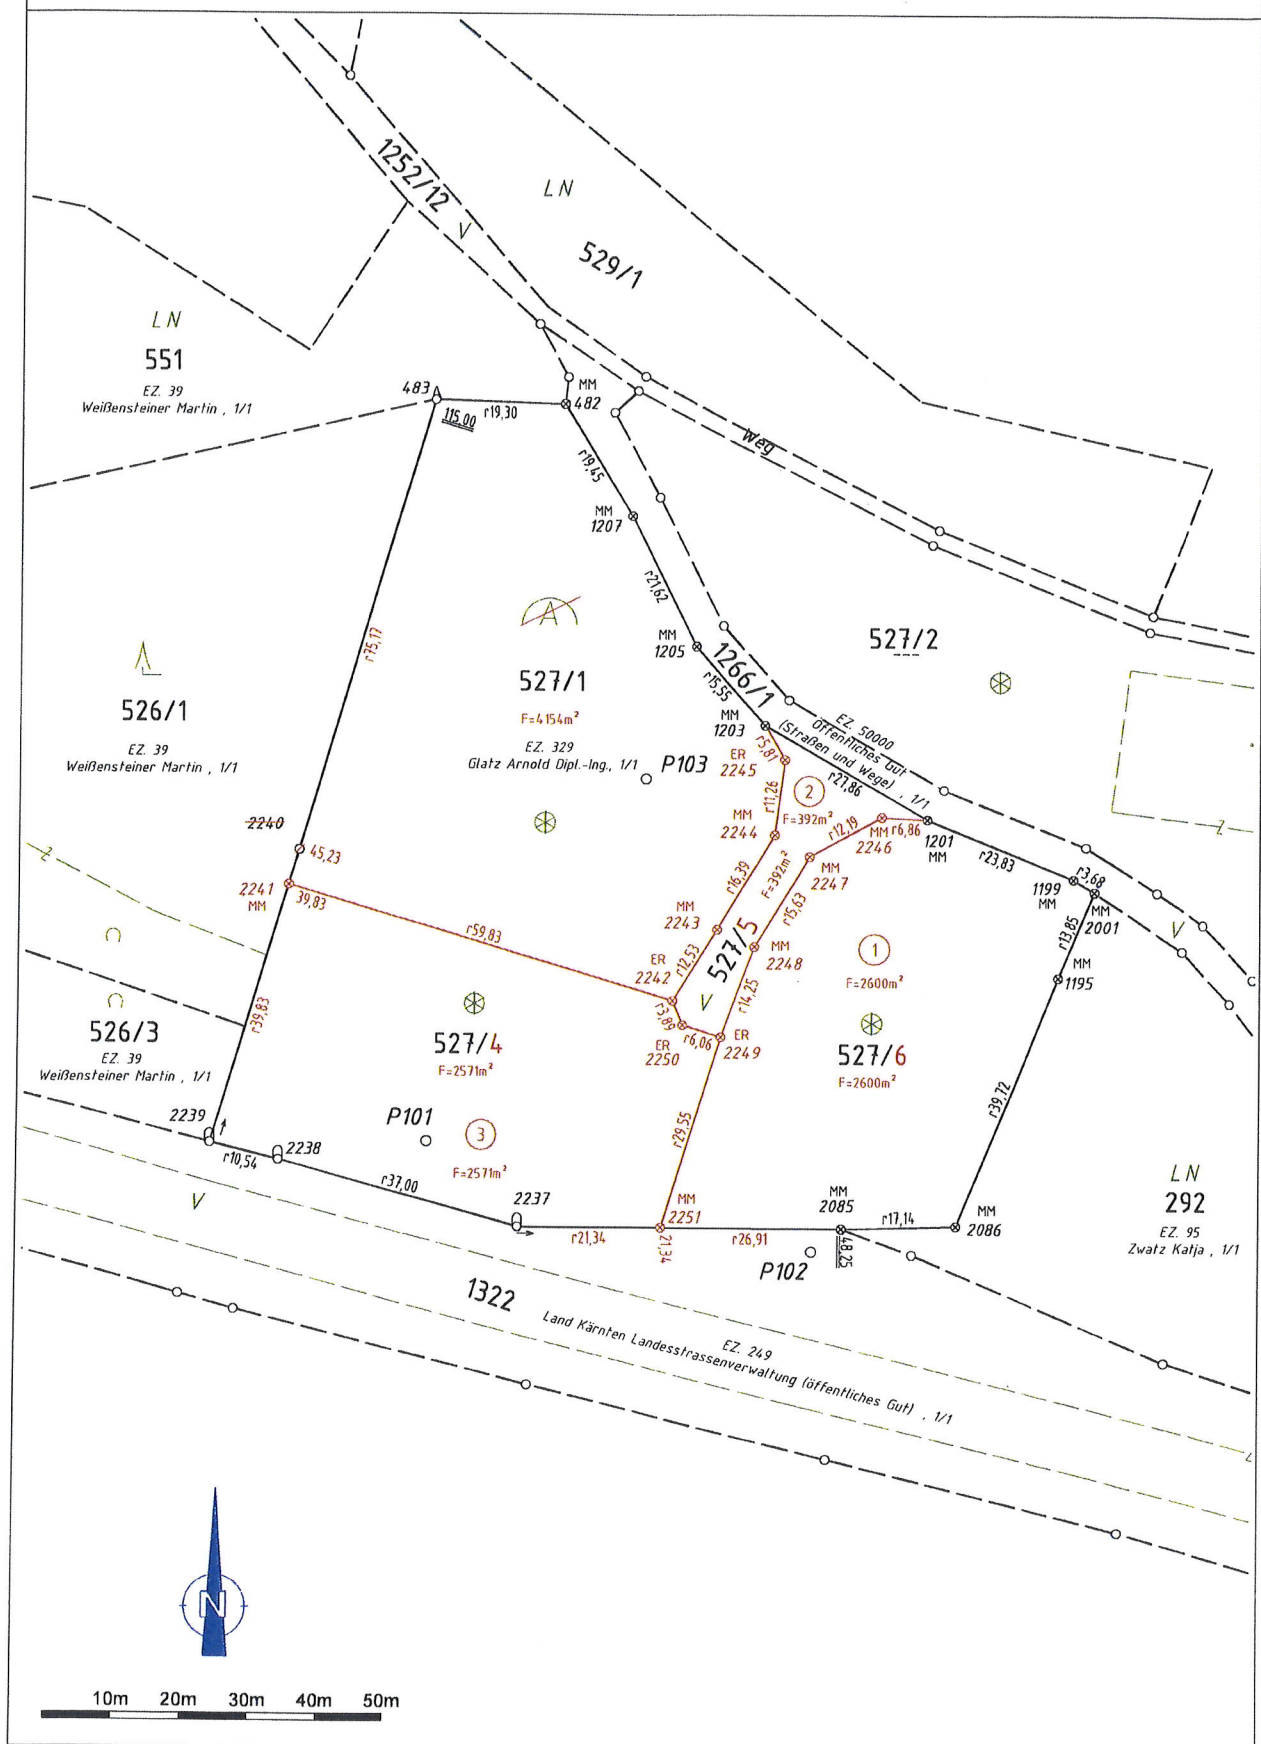 1252/12
V
LN
529/1
LN
551
EZ. 39
Weißensteiner Martin , 1/1
483
115,00
r19,30
MM
482
r19,45
MM
1207
r21,62
Weg
527/2
MM
1205
1266/1
r15,55
r75,17
A
527/1
F=4154m²
EZ. 329
Glatz Arnold Dipl.-Ing., 1/1
526/1
EZ. 39
Weißensteiner Martin , 1/1
MM
1203
EZ. 50000
Öffentliches Gut
(Straßen und Wege) , 1/1
r5,81
ER
2245
P103
r27,86
r11,26
2
F=392m²
MM
2244
r12,19
MM
2246
r6,86
1201
MM
r23,83
2240
45,23
2241
MM
39,83
r59,83
r16,39
F=392m²
MM
2247
r15,63
1199
MM
r3,68
MM
2001
V
r13,85
MM
1195
MM
2243
527/5
MM
2248
1
F=2600m²
ER
2242
r12,53
V
r14,25
r3,89
r6,06
ER
2250
ER
2249
527/6
F=2600m²
r39,83
526/3
EZ. 39
Weißensteiner Martin , 1/1
527/4
F=2571m²
r39,72
2239
r10,54
2238
P101
3
F=2571m²
r29,55
r37,00
2237
r21,34
MM
2251
21,34
r26,91
MM
2085
48,25
r17,14
MM
2086
P102
LN
292
EZ. 95
Zwatz Katja , 1/1
V
1322
EZ. 249
Land Kärnten Landesstrassenverwaltung (öffentliches Gut) , 1/1
N
10m 20m 30m 40m 50m